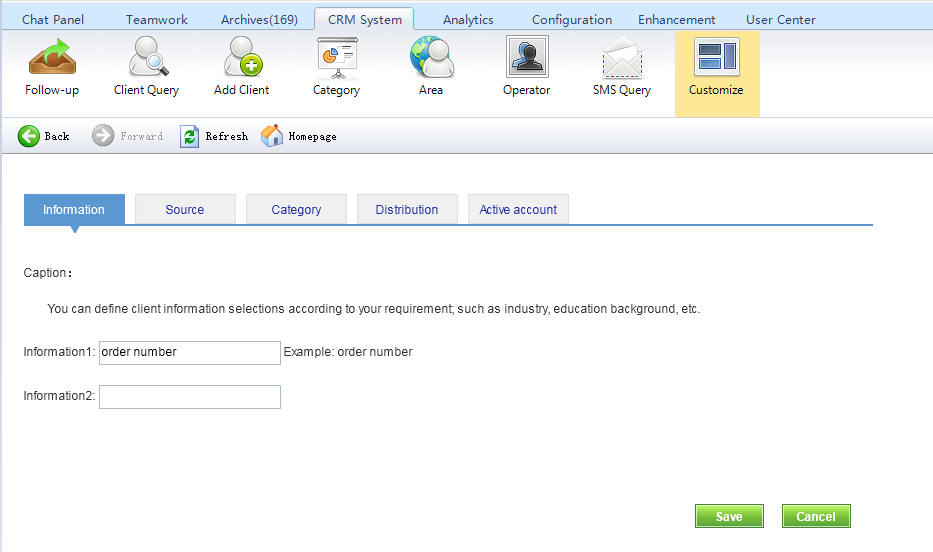 Chat Panel Teamwork Archives(169) CRM System Analytics Configuration Enhancement User Center
Follow-up Client Query Add Client Category Area Operator SMS Query Customize
Back Forward Refresh Homepage
Information Source Category Distribution Active account
Caption：
You can define client information selections according to your requirement; such as industry, education background, etc.
Information1: order number Example: order number
Information2:
Save Cancel